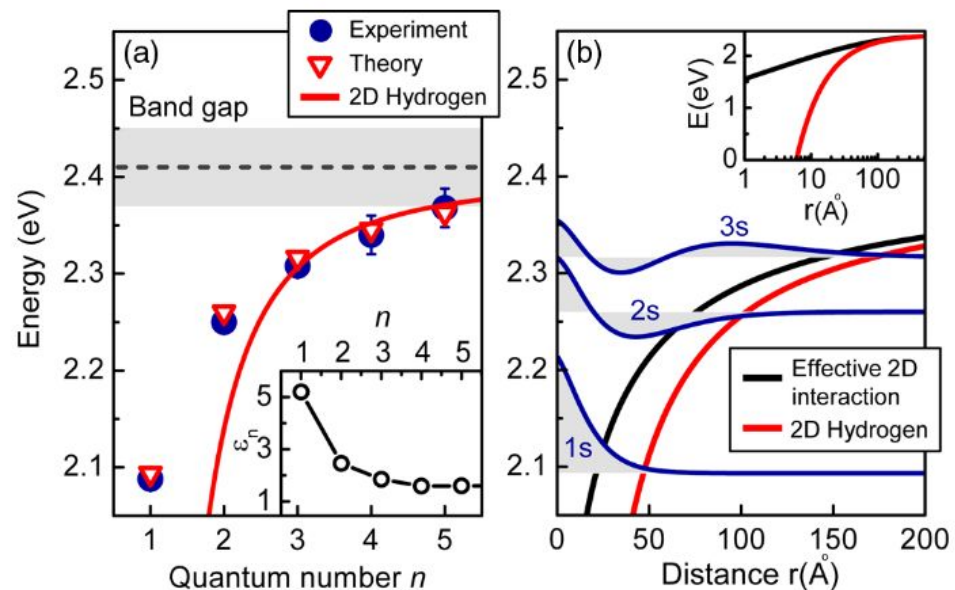 (a)
Experiment
Theory
2D Hydrogen
Band gap
Energy (eV)
2.5
2.4
2.3
2.2
2.1
1 2 3 4 5
Quantum number n
n
1 2 3 4 5
εn
5
3
1
(b)
E(eV)
2
1
0
1 10 100
r(Å)
3s
2s
1s
Effective 2D
interaction
2D Hydrogen
2.5
2.4
2.3
2.2
2.1
0 50 100 150 200
Distance r(Å)